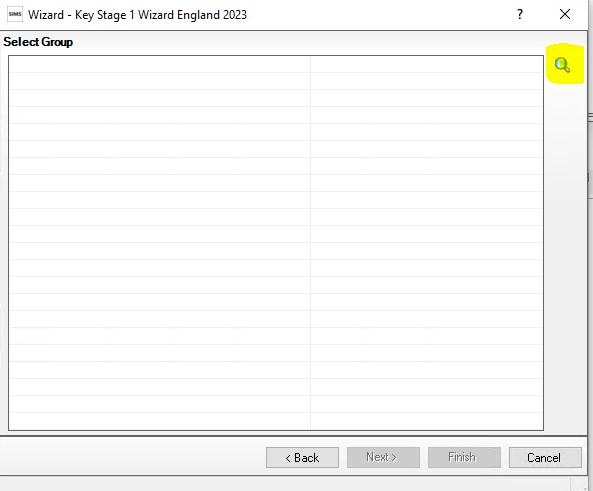 SIMS Wizard - Key Stage 1 Wizard England 2023 ?
Select Group
< Back Next > Finish Cancel